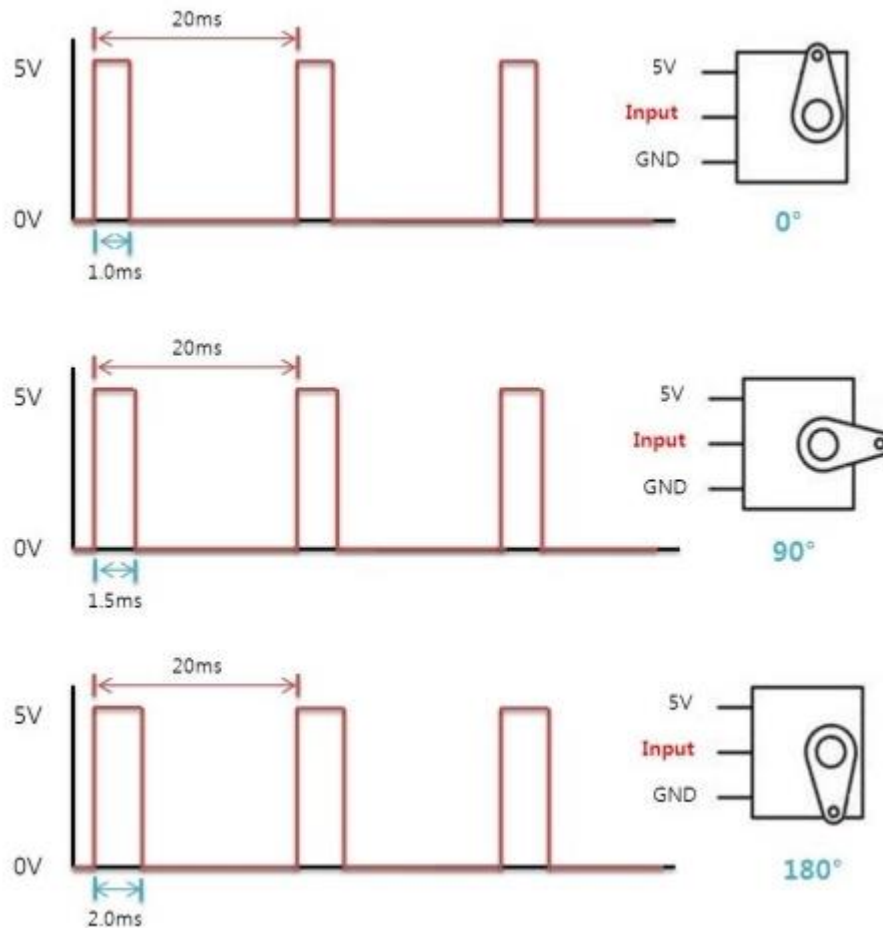 20ms
5V
0V
1.0ms
5V
Input
GND
0°
20ms
5V
0V
1.5ms
5V
Input
GND
90°
20ms
5V
0V
2.0ms
5V
Input
GND
180°